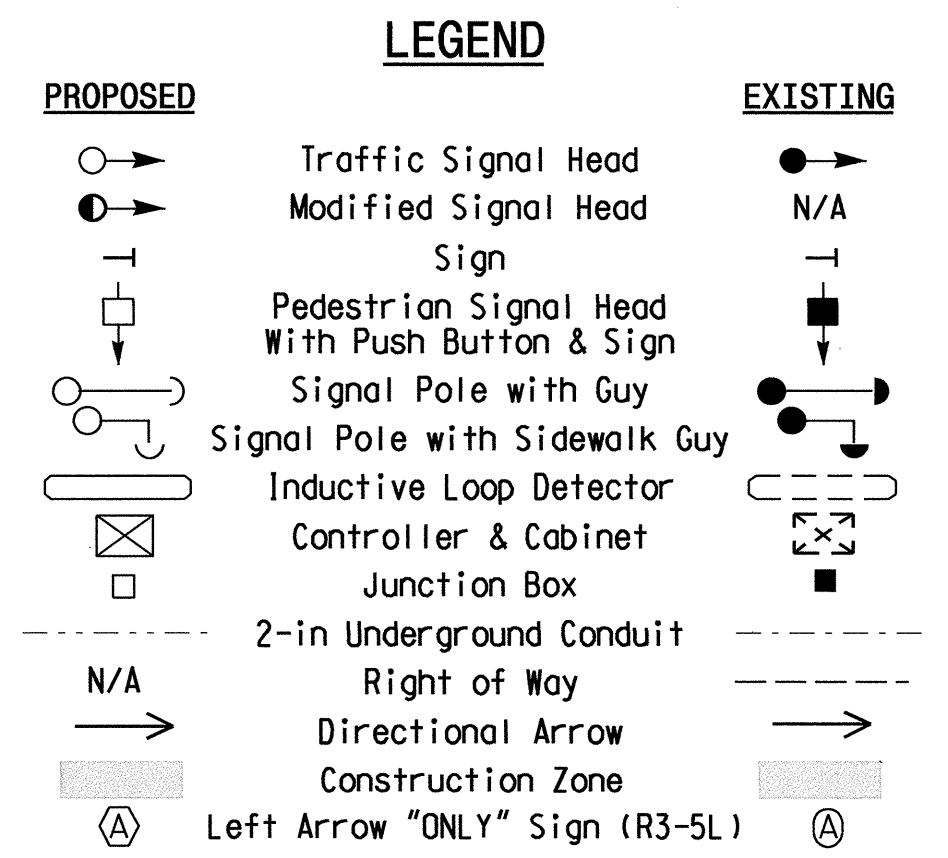 LEGEND
PROPOSED EXISTING
Traffic Signal Head
Modified Signal Head N/A
Sign
Pedestrian Signal Head
With Push Button & Sign
Signal Pole with Guy
Signal Pole with Sidewalk Guy
Inductive Loop Detector
Controller & Cabinet
Junction Box
2-in Underground Conduit
N/A Right of Way
Directional Arrow
Construction Zone
A Left Arrow "ONLY" Sign (R3-5L) A